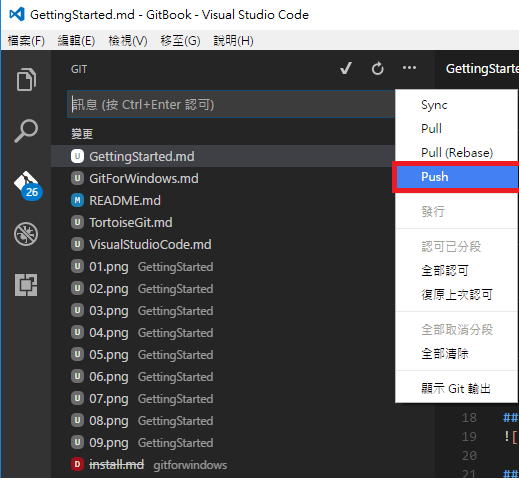 GettingStarted.md - GitBook - Visual Studio Code
檔案(F) 編輯(E) 檢視(V) 移至(G) 說明(H)
GIT
GettingStarte
訊息 (按 Ctrl+Enter 認可)
變更
U GettingStarted.md
U GitForWindows.md
M README.md
U TortoiseGit.md
U VisualStudioCode.md
U 01.png GettingStarted
U 02.png GettingStarted
U 03.png GettingStarted
U 04.png GettingStarted
U 05.png GettingStarted
U 06.png GettingStarted
U 07.png GettingStarted
U 08.png GettingStarted
U 09.png GettingStarted
D install.md gitforwindows
26
Sync
Pull
Pull (Rebase)
Push
發行
認可已分段
全部認可
復原上次認可
全部取消分段
全部清除
顯示 Git 輸出
18 ##
19 ![
20
21 ##